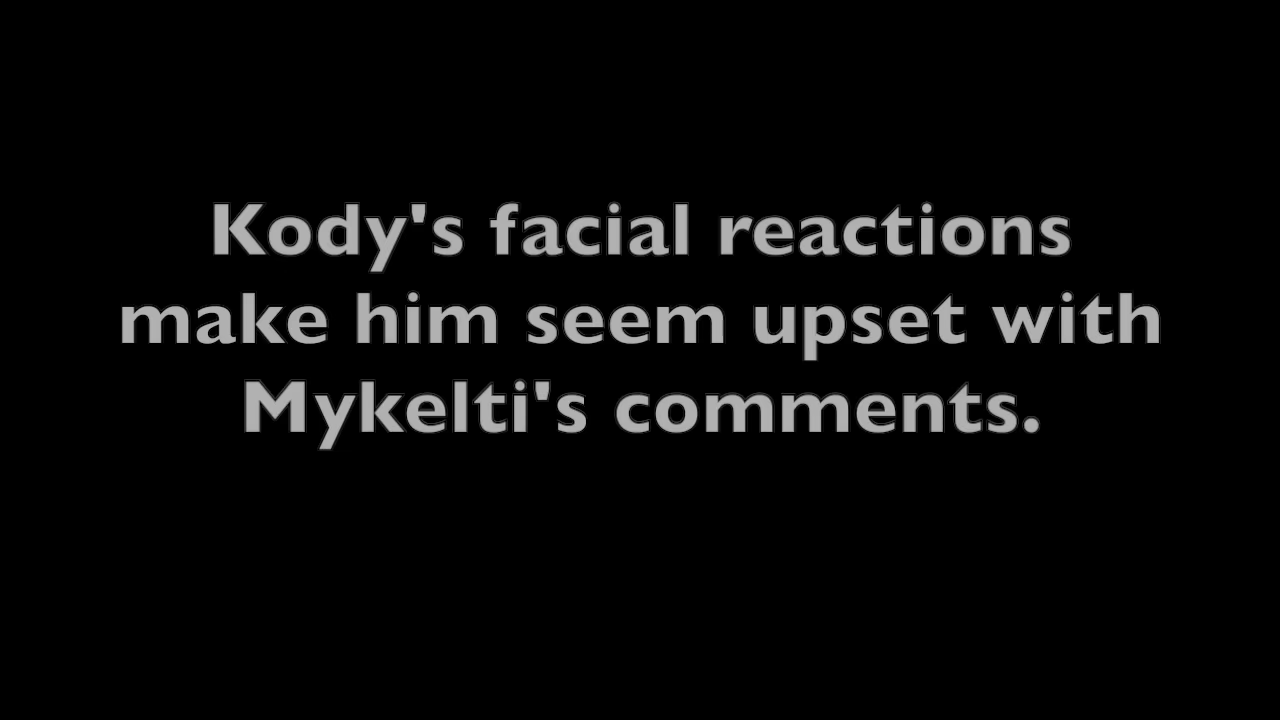 Kody's facial reactions
make him seem upset with
Mykelti's comments.